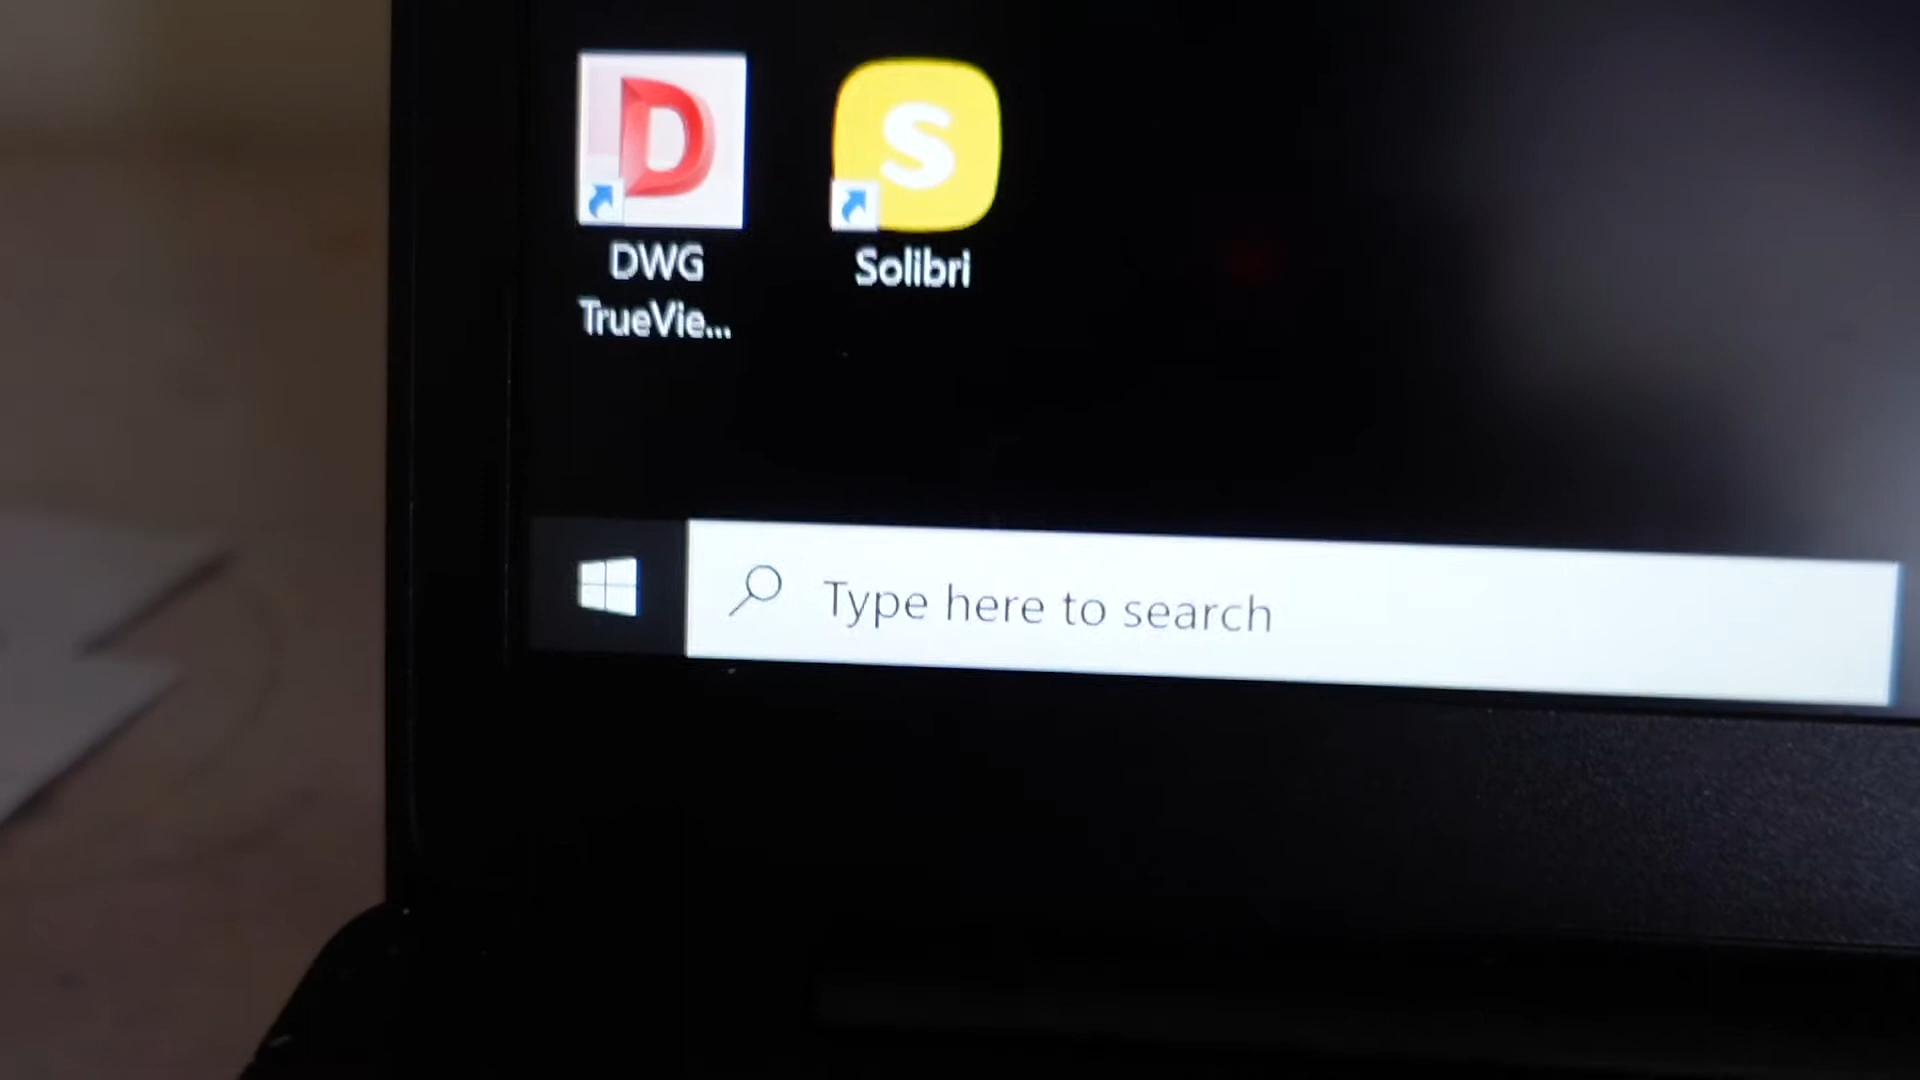 D
S
DWG
TrueVie...
Solibri
Type here to search